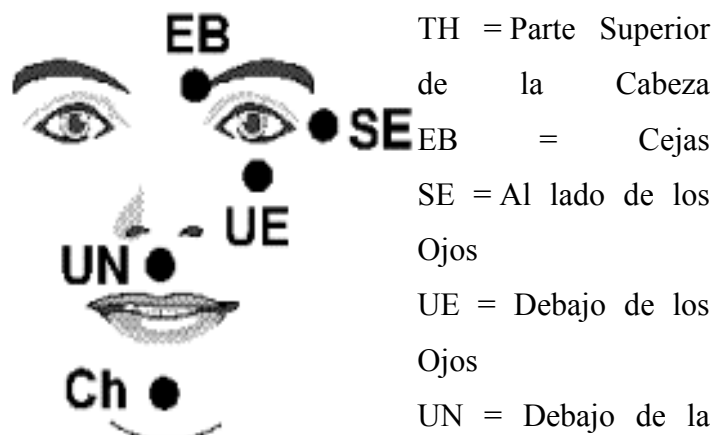 EB
SE
UE
UN
Ch
TH = Parte Superior
de la Cabeza
EB = Cejas
SE = Al lado de los
Ojos
UE = Debajo de los
Ojos
UN = Debajo de la